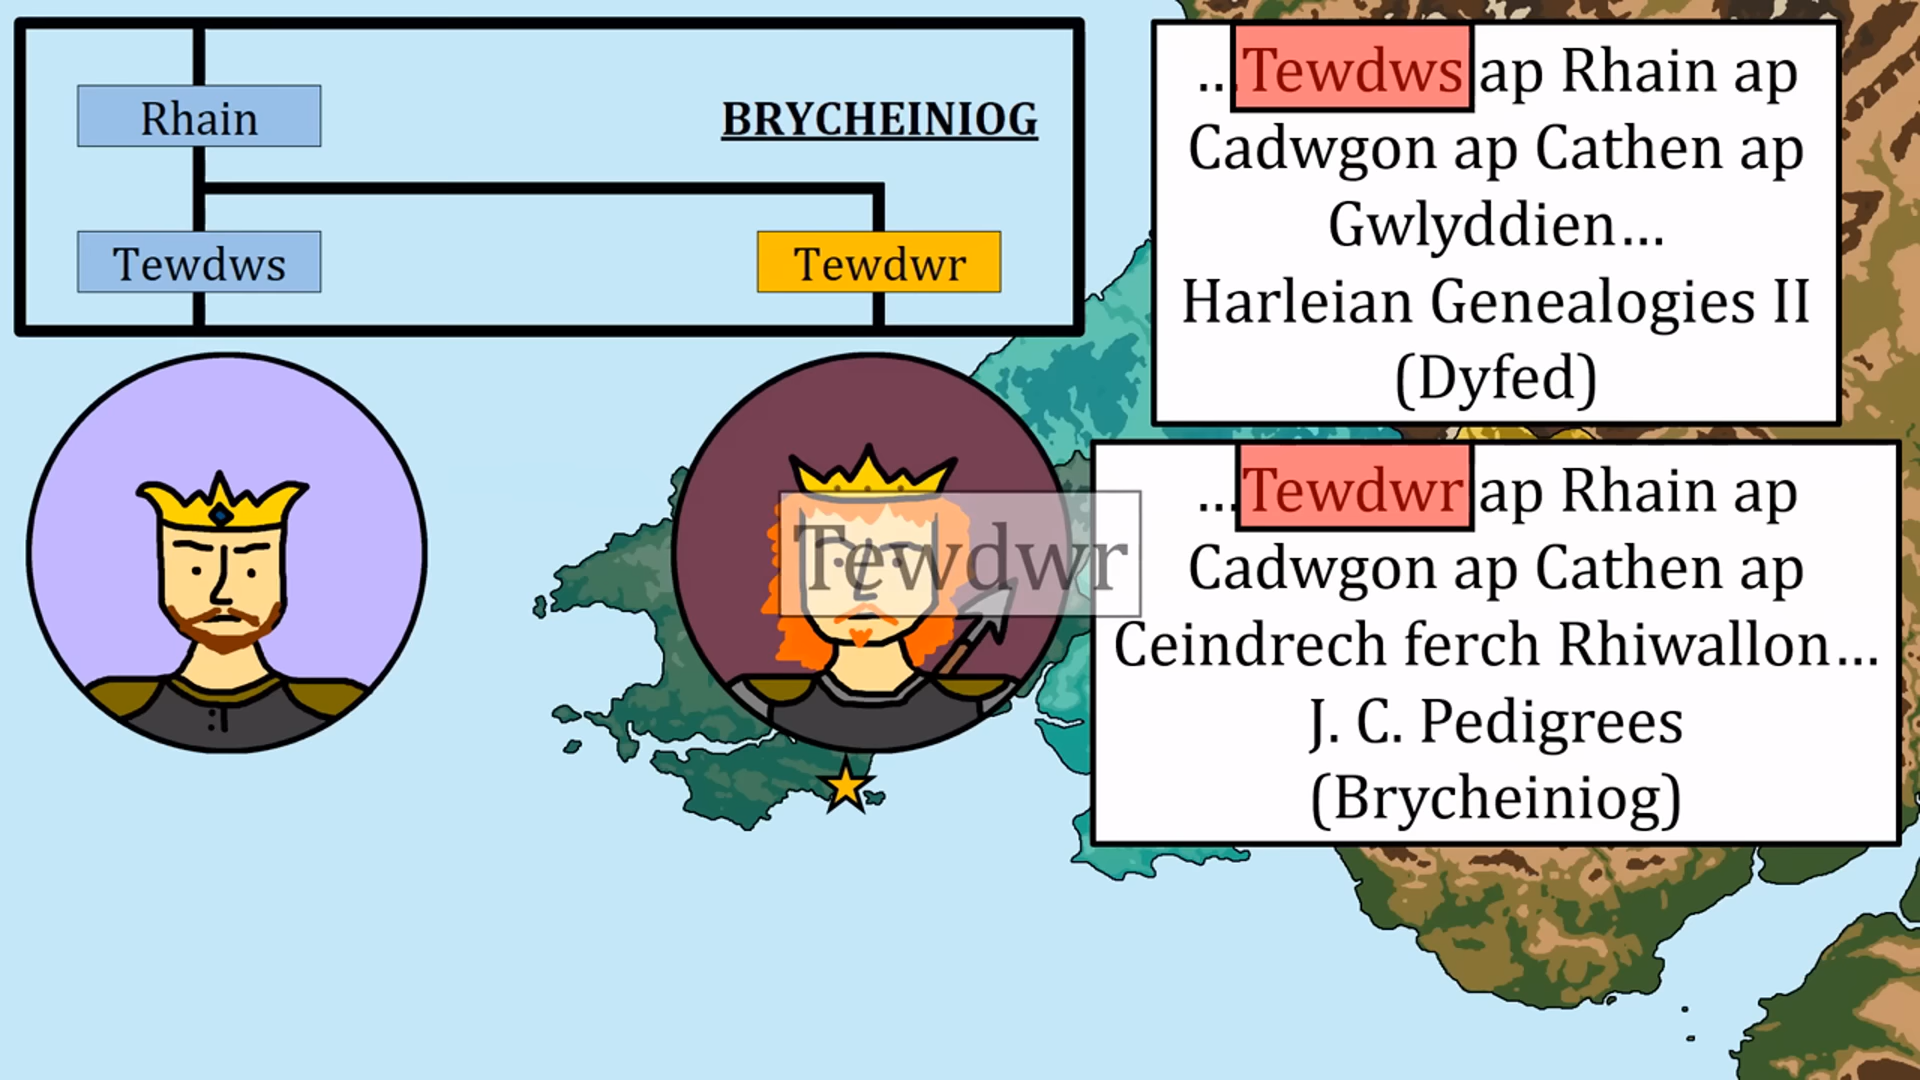 Rhain
BRYCHEINIOG
Tewdws
Tewdwr
Tewdwr
...Tewdws ap Rhain ap
Cadwgon ap Cathen ap
Gwlyddien...
Harleian Genealogies II
(Dyfed)
...Tewdwr ap Rhain ap
Cadwgon ap Cathen ap
Ceindrech ferch Rhiwallon...
J. C. Pedigrees
(Brycheiniog)